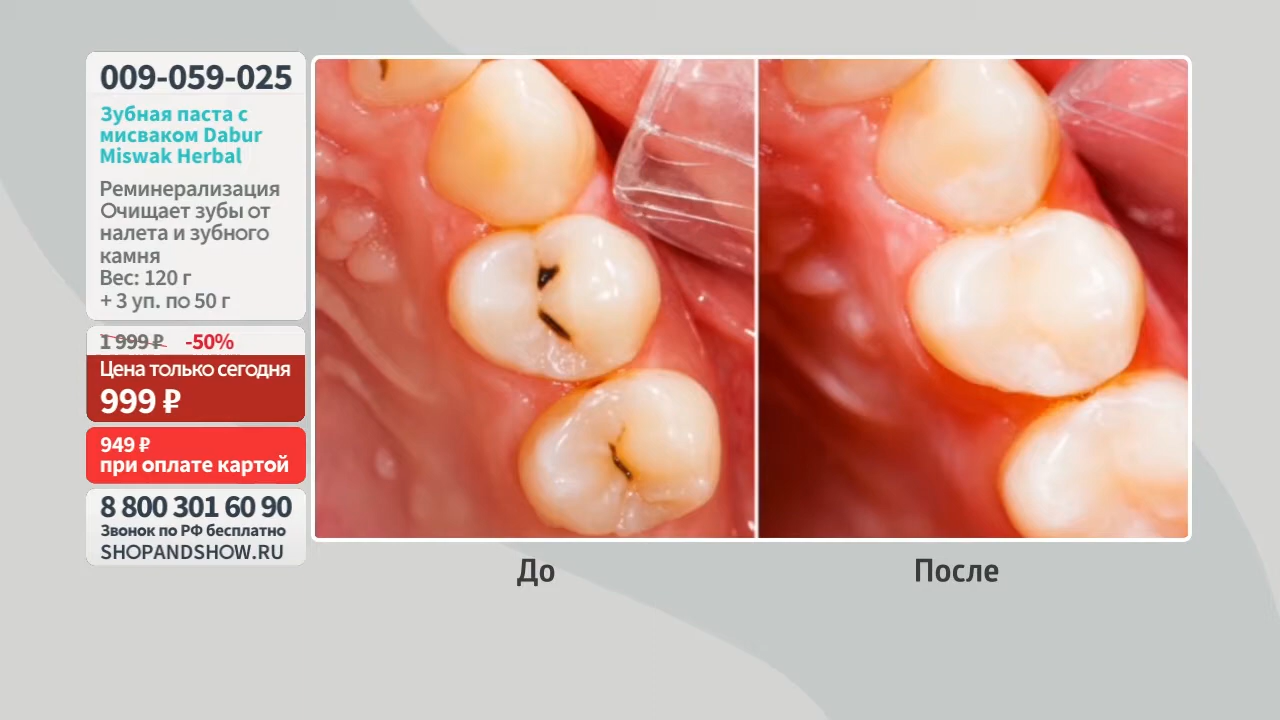 009-059-025
Зубная паста с
мисваком Dabur
Miswak Herbal
Реминерализация
Очищает зубы от
налета и зубного
камня
Вес: 120 г
+ 3 уп. по 50 г
1 999 ₽ -50%
Цена только сегодня
999 ₽
949 ₽
при оплате картой
8 800 301 60 90
Звонок по РФ бесплатно
SHOPANDSHOW.RU
До
После